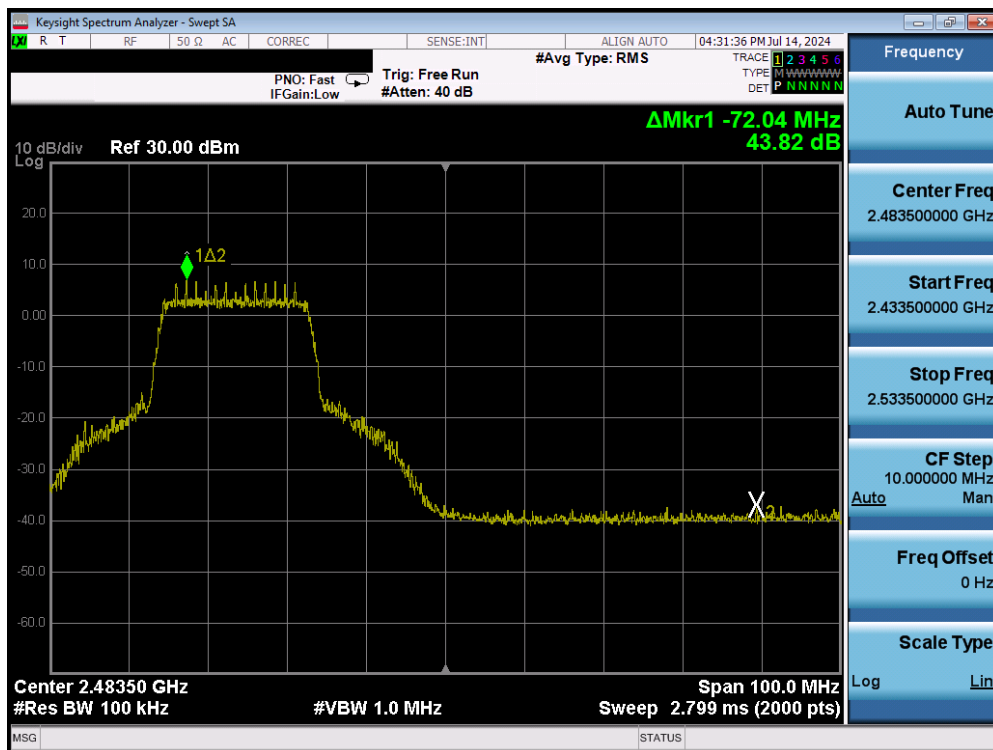 Keysight Spectrum Analyzer - Swept SA
LXI R T RF 50 Ω AC CORREC SENSE:INT ALIGN AUTO 04:31:36 PM Jul 14, 2024
#Avg Type: RMS
TRACE 1 2 3 4 5 6
TYPE M WWWWW
DET P N N N N N
PNO: Fast
IFGain:Low
Trig: Free Run
#Atten: 40 dB
ΔMkr1 -72.04 MHz
43.82 dB
10 dB/div
Log
Ref 30.00 dBm
20.0
10.0
0.00
-10.0
-20.0
-30.0
-40.0
-50.0
-60.0
1Δ2
X2
Center 2.48350 GHz
Span 100.0 MHz
#Res BW 100 kHz
#VBW 1.0 MHz
Sweep 2.799 ms (2000 pts)
MSG
STATUS
Frequency
Auto Tune
Center Freq
2.483500000 GHz
Start Freq
2.433500000 GHz
Stop Freq
2.533500000 GHz
CF Step
10.000000 MHz
Auto Man
Freq Offset
0 Hz
Scale Type
Log Lin